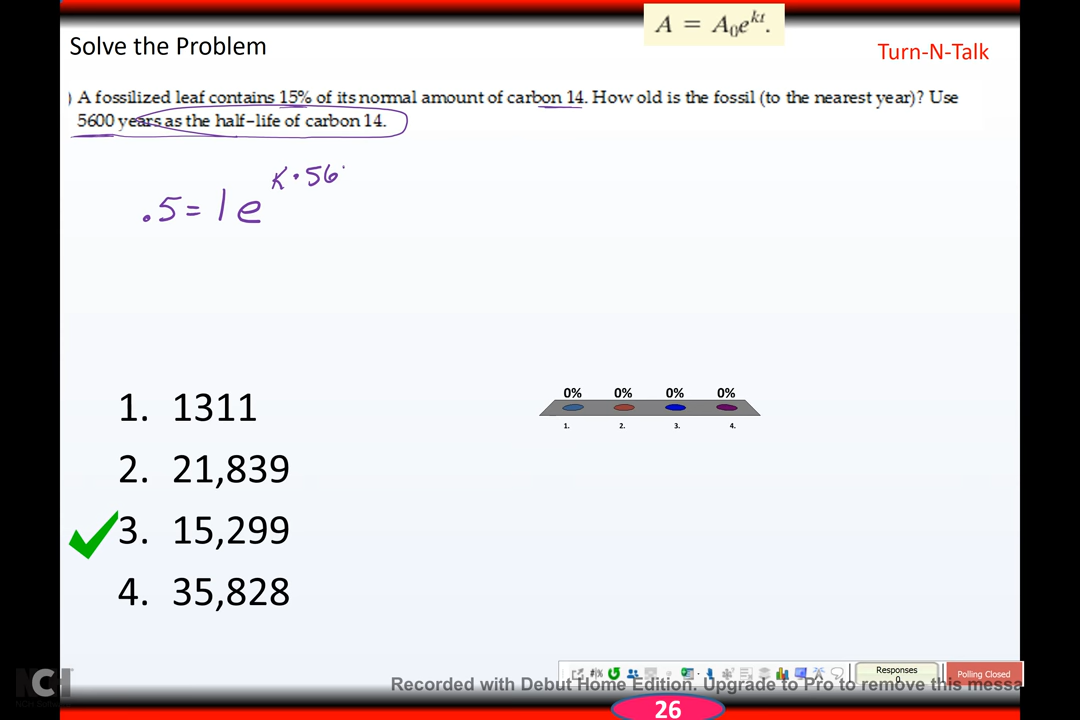 A = A₀eᵏᵗ.
Solve the Problem
Turn-N-Talk
) A fossilized leaf contains 15% of its normal amount of carbon 14. How old is the fossil (to the nearest year)? Use
5600 years as the half-life of carbon 14.
.5 = 1 e^K·56
1. 1311
2. 21,839
3. 15,299
4. 35,828
0% 0% 0% 0%
1. 2. 3. 4.
Responses
0
Polling Closed
NCH
Recorded with Debut Home Edition. Upgrade to Pro to remove this messa
26